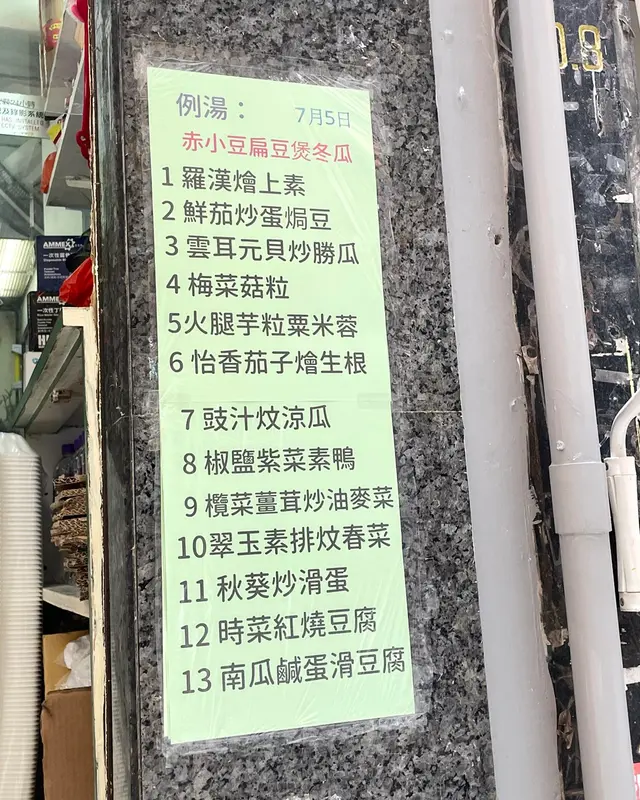 例湯： 7月5日
赤小豆扁豆煲冬瓜
1 羅漢燴上素
2 鮮茄炒蛋焗豆
3 雲耳元貝炒勝瓜
4 梅菜菇粒
5火腿芋粒粟米蓉
6 怡香茄子燴生根
7 豉汁炆涼瓜
8 椒鹽紫菜素鴨
9 欖菜薑茸炒油麥菜
10翠玉素排炆春菜
11 秋葵炒滑蛋
12 時菜紅燒豆腐
13 南瓜鹹蛋滑豆腐
AMMEX
AMMEX